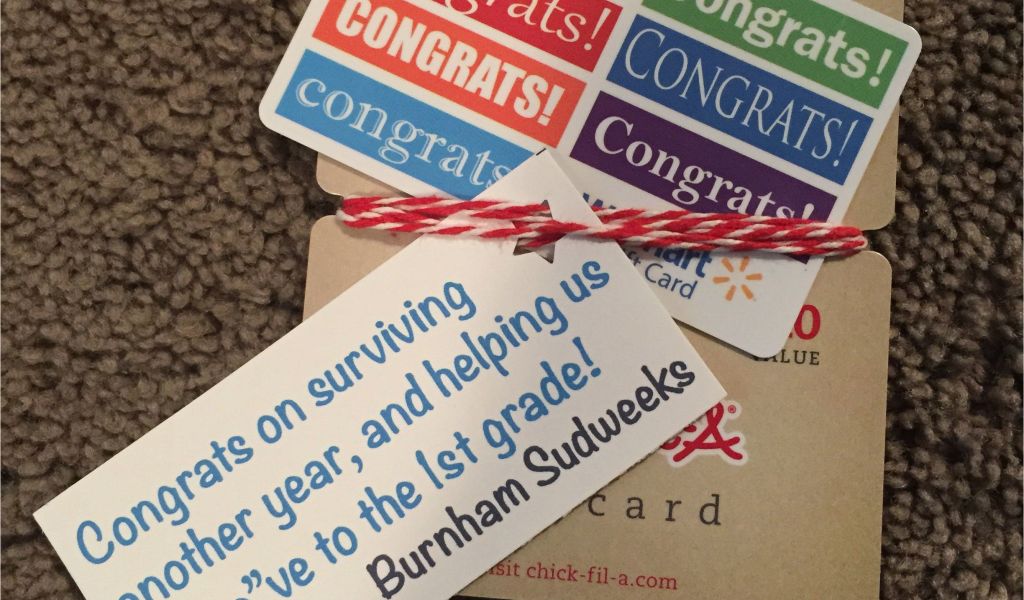 Congrats!
CONGRATS!
congrats
Congrats!
CONGRATS!
Congrats!
Card
VALUE
card
chick-fil-a.com
Congrats on surviving
another year, and helping us
"ve to the 1st grade!
Burnham Sudweeks